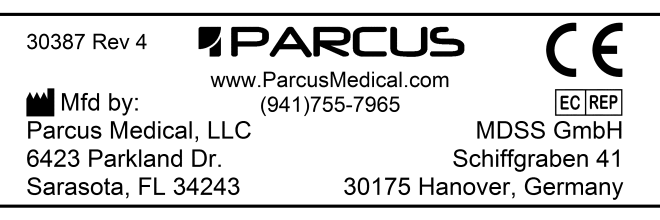 30387 Rev 4
PARCUS
CE
www.ParcusMedical.com
(941)755-7965
EC REP
Mfd by:
Parcus Medical, LLC
6423 Parkland Dr.
Sarasota, FL 34243
MDSS GmbH
Schiffgraben 41
30175 Hanover, Germany